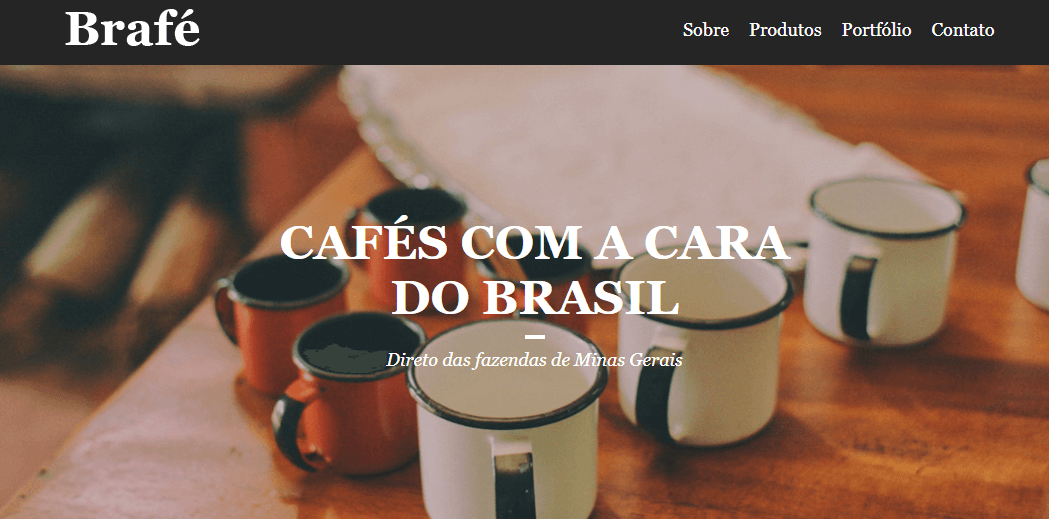 Brafé
Sobre Produtos Portfólio Contato
CAFÉS COM A CARA
DO BRASIL
Direto das fazendas de Minas Gerais